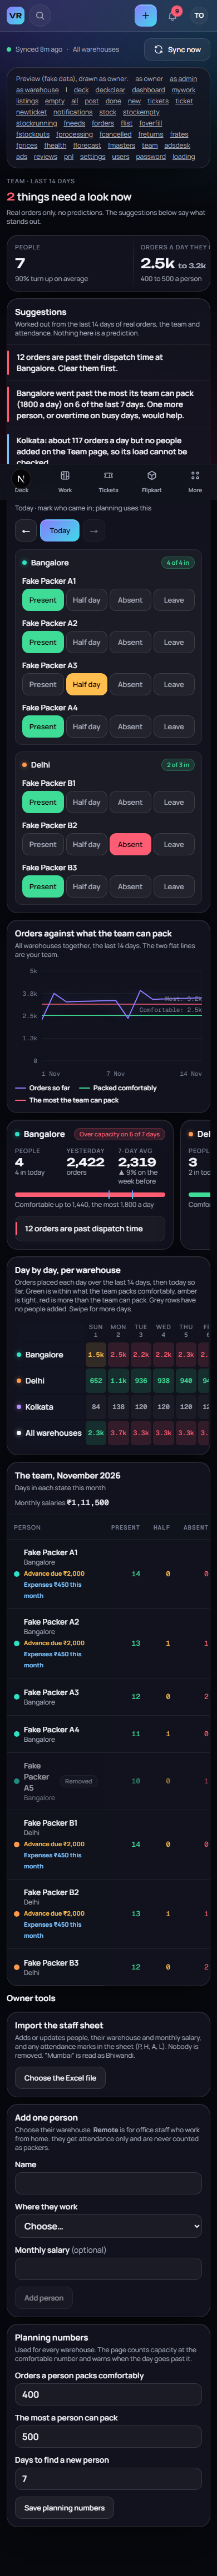 VR
+
9
TO
Synced 8m ago · All warehouses
Sync now
Preview (fake data), drawn as owner: as owner as admin
as warehouse | deck deckclear dashboard mywork
listings empty all post done new tickets ticket
newticket notifications stock stockempty
stockrunning freeds forders flist foverfill
fstockouts fprocessing fcancelled freturns frates
fprices fhealth fforecast fmasters team adsdesk
ads reviews pnl settings users password loading
TEAM · LAST 14 DAYS
2 things need a look now
Real orders only, no predictions. The suggestions below say what stands out.
PEOPLE
7
90% turn up on average
ORDERS A DAY THEY
2.5k to 3.2k
400 to 500 a person
Suggestions
Worked out from the last 14 days of real orders, the team and attendance. Nothing here is a prediction.
12 orders are past their dispatch time at Bangalore. Clear them first.
Bangalore went past the most its team can pack (1800 a day) on 6 of the last 7 days. One more person, or overtime on busy days, would help.
Kolkata: about 117 orders a day but no people added on the Team page, so its load cannot be checked.
N
Deck
Work
Tickets
Flipkart
More
Today · mark who came in; planning uses this
←
Today
→
Bangalore
4 of 4 in
Fake Packer A1
Present Half day Absent Leave
Fake Packer A2
Present Half day Absent Leave
Fake Packer A3
Present Half day Absent Leave
Fake Packer A4
Present Half day Absent Leave
Delhi
2 of 3 in
Fake Packer B1
Present Half day Absent Leave
Fake Packer B2
Present Half day Absent Leave
Fake Packer B3
Present Half day Absent Leave
Orders against what the team can pack
All warehouses together, the last 14 days. The two flat lines are your team.
5k
3.8k
Most: 3.2k
2.5k
Comfortable: 2.5k
1.3k
0
1 Nov 7 Nov 14 Nov
Orders so far
Packed comfortably
The most the team can pack
Bangalore
Over capacity on 6 of 7 days
PEOPLE
4
4 in today
YESTERDAY
2,422
orders
7-DAY AVG
2,319
▲ 9% on the week before
Comfortable up to 1,440, the most 1,800 a day
12 orders are past dispatch time
Day by day, per warehouse
Orders placed each day over the last 14 days, then today so far. Green is within what the team packs comfortably, amber is tight, red is more than the team can pack. Grey rows have no people added. Swipe for more days.
SUN 1 MON 2 TUE 3 WED 4 THU 5
Bangalore 1.5k 2.5k 2.2k 2.2k 2.3k
Delhi 652 1.1k 936 938 940
Kolkata 84 138 120 120 120
All warehouses 2.3k 3.7k 3.3k 3.3k 3.3k
The team, November 2026
Days in each state this month
Monthly salaries ₹1,11,500
PERSON PRESENT HALF ABSENT
Fake Packer A1
Bangalore
Advance due ₹2,000
Expenses ₹450 this month
14 0 0
Fake Packer A2
Bangalore
Advance due ₹2,000
Expenses ₹450 this month
13 1 1
Fake Packer A3
Bangalore
12 0 2
Fake Packer A4
Bangalore
11 1 0
Fake Packer A5
Bangalore
Removed
10 0 1
Fake Packer B1
Delhi
Advance due ₹2,000
Expenses ₹450 this month
14 0 0
Fake Packer B2
Delhi
Advance due ₹2,000
Expenses ₹450 this month
13 1 1
Fake Packer B3
Delhi
12 0 2
Owner tools
Import the staff sheet
Adds or updates people, their warehouse and monthly salary, and any attendance marks in the sheet (P, H, A, L). Nobody is removed. "Mumbai" is read as Bhiwandi.
Choose the Excel file
Add one person
Choose their warehouse. Remote is for office staff who work from home: they get attendance only and are never counted as packers.
Name
Where they work
Choose...
Monthly salary (optional)
Add person
Planning numbers
Used for every warehouse. The page counts capacity at the comfortable number and warns when the day goes past it.
Orders a person packs comfortably
400
The most a person can pack
500
Days to find a new person
7
Save planning numbers